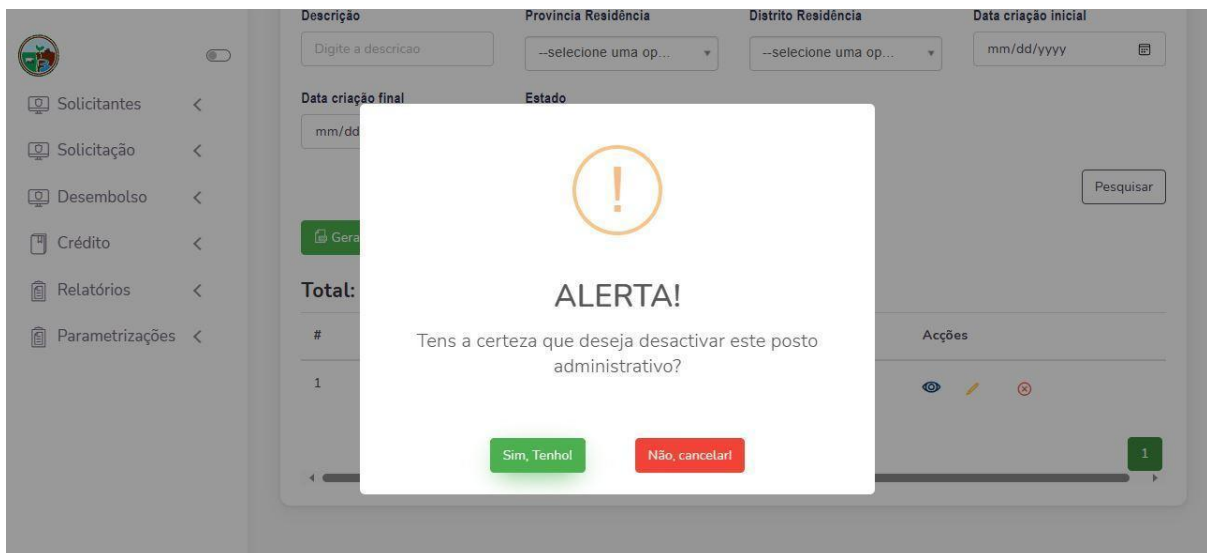 Descrição Província Residência Distrito Residência Data criação inicial
Digite a descricao --selecione uma op... --selecione uma op... mm/dd/yyyy
Solicitantes
Data criação final Estado
mm/dd
Solicitação
Desembolso
Pesquisar
Crédito
Gera
Relatórios
Total:
ALERTA!
Parametrizações
# Acções
Tens a certeza que deseja desactivar este posto
administrativo?
1
Sim, Tenho!
Não, cancelar!
1